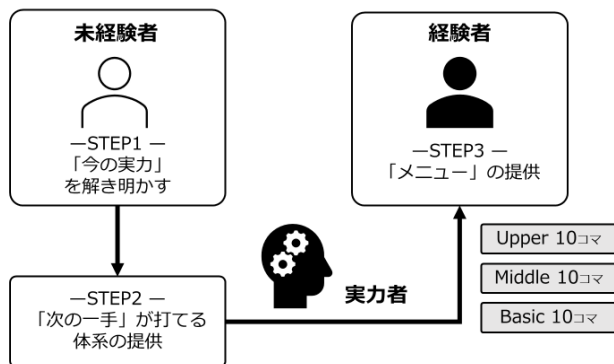 未経験者
—STEP1 —
「今の実力」
を解き明かす
—STEP2 —
「次の一手」が打てる
体系の提供
実力者
経験者
—STEP3 —
「メニュー」の提供
Upper 10コマ
Middle 10コマ
Basic 10コマ